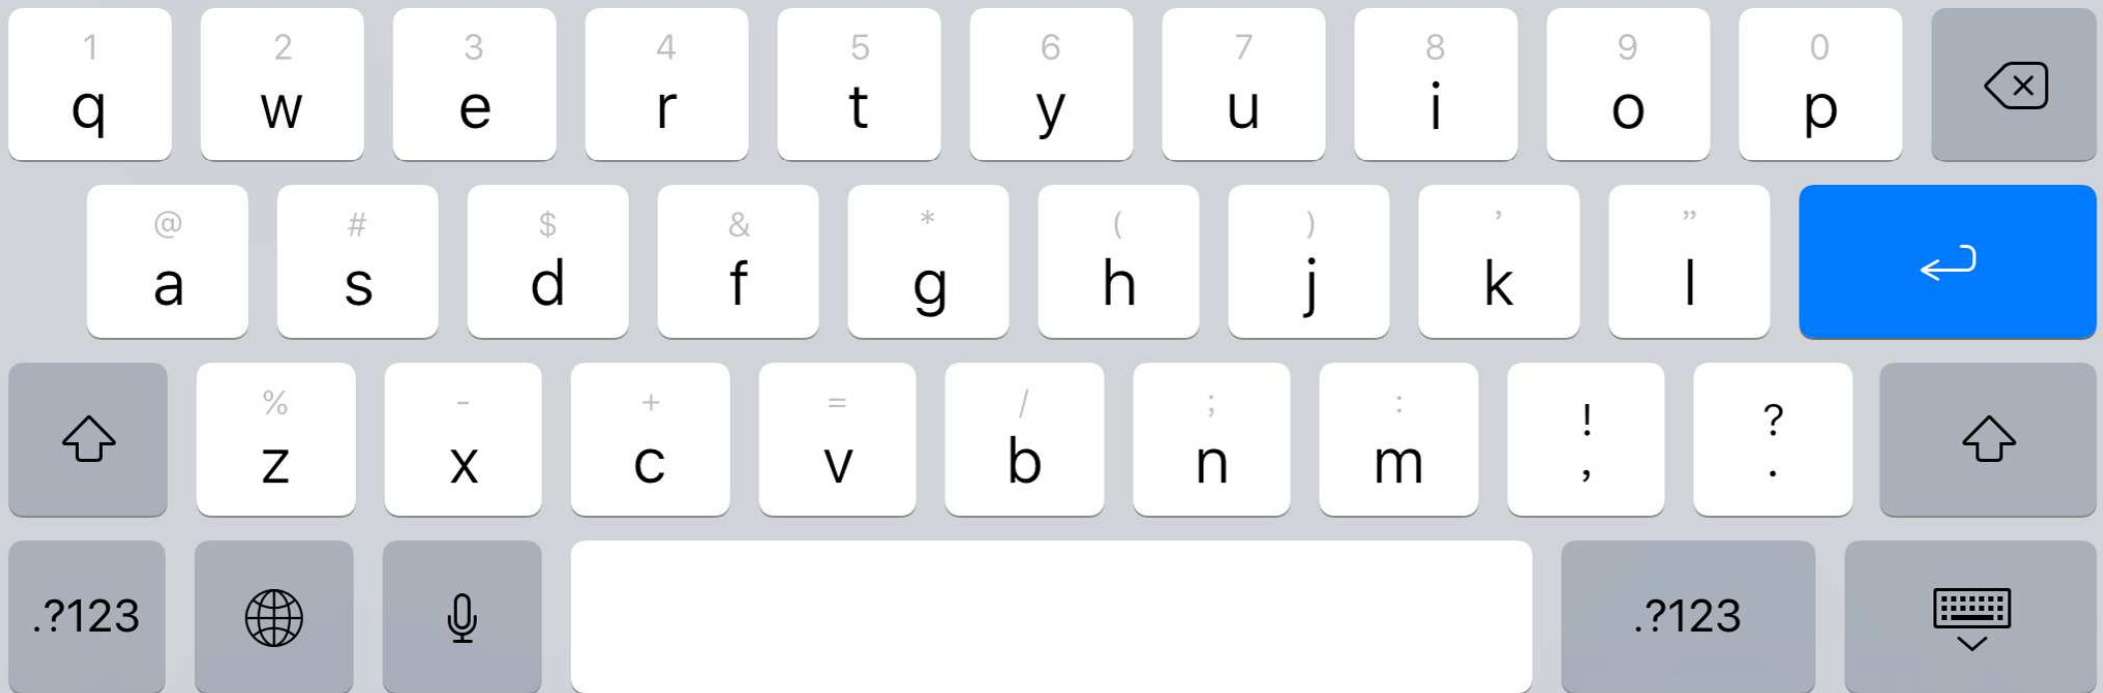 1 2 3 4 5 6 7 8 9 0
q w e r t y u i o p
@ # $ & * ( ) ’ ”
a s d f g h j k l
% - + = / ; : ! ?
z x c v b n m , .
.?123 .?123